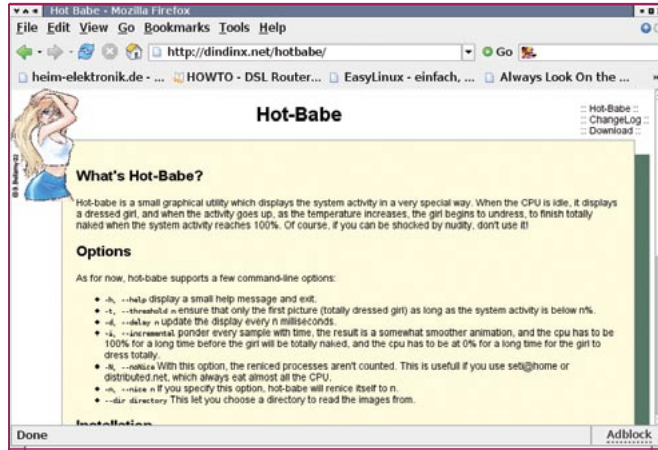 Hot Babe - Mozilla Firefox
File Edit View Go Bookmarks Tools Help
http://dindinx.net/hotbabe/
Go
heim-elektronik.de - ...
HOWTO - DSL Router...
EasyLinux - einfach, ...
Always Look On the ...
Hot-Babe
:: Hot-Babe ::
:: ChangeLog ::
:: Download ::
What's Hot-Babe?
Hot-babe is a small graphical utility which displays the system activity in a very special way. When the CPU is idle, it displays
a dressed girl, and when the activity goes up, as the temperature increases, the girl begins to undress, to finish totally
naked when the system activity reaches 100%. Of course, if you can be shocked by nudity, don't use it!
Options
As for now, hot-babe supports a few command-line options:
-h, --help display a small help message and exit.
-t, --threshold n ensure that only the first picture (totally dressed girl) as long as the system activity is below n%.
-d, --delay n update the display every n milliseconds.
-i, --incremental ponder every sample with time, the result is a somewhat smoother animation, and the cpu has to be
100% for a long time before the girl will be totally naked, and the cpu has to be at 0% for a long time for the girl to
dress totally.
-N, --noNice With this option, the reniced processes aren't counted. This is usefull if you use seti@home or
distributed.net, which always eat almost all the CPU.
-n, --nice n If you specify this option, hot-babe will renice itself to n.
--dir directory This let you choose a directory to read the images from.
Installation
Done
Adblock